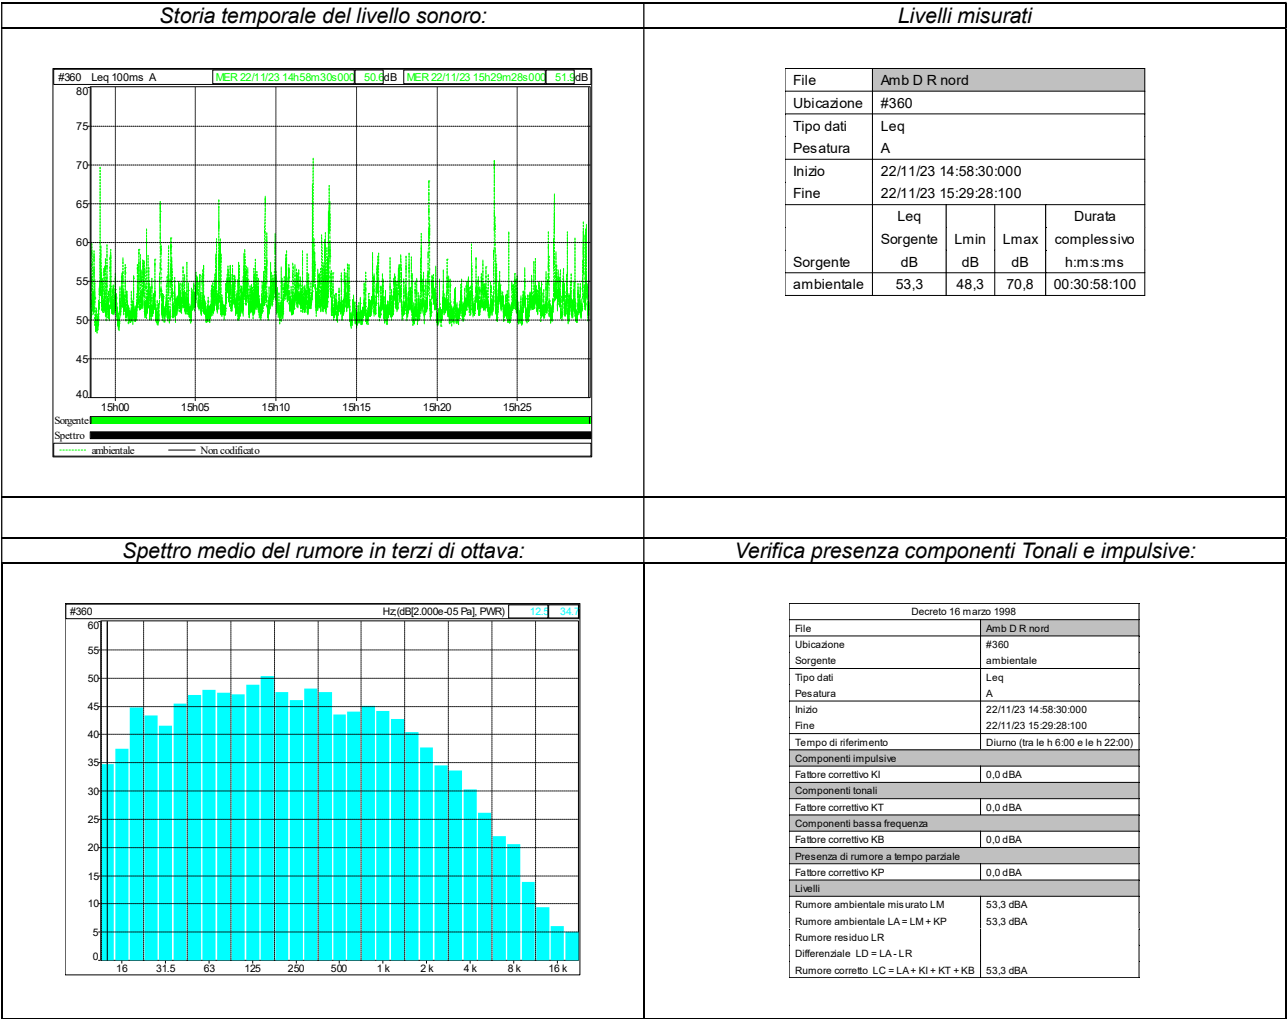 Storia temporale del livello sonoro:
#360 Leq 100ms A MER 22/11/23 14h58m30s000 50.6dB MER 22/11/23 15h29m28s000 51.9dB
80
75
70
65
60
55
50
45
40
15h00 15h05 15h10 15h15 15h20 15h25
Sorgente
Spettro
ambientale Non codificato
Livelli misurati
File Amb D R nord
Ubicazione #360
Tipo dati Leq
Pesatura A
Inizio 22/11/23 14:58:30:000
Fine 22/11/23 15:29:28:100
Leq Durata
Sorgente Lmin Lmax complessivo
Sorgente dB dB dB h:m:s:ms
ambientale 53,3 48,3 70,8 00:30:58:100
Spettro medio del rumore in terzi di ottava:
#360 Hz;(dB[2.000e-05 Pa], PWR) 12.5 34.7
60
55
50
45
40
35
30
25
20
15
10
5
0
16 31.5 63 125 250 500 1 k 2 k 4 k 8 k 16 k
Verifica presenza componenti Tonali e impulsive:
Decreto 16 marzo 1998
File Amb D R nord
Ubicazione #360
Sorgente ambientale
Tipo dati Leq
Pesatura A
Inizio 22/11/23 14:58:30:000
Fine 22/11/23 15:29:28:100
Tempo di riferimento Diurno (tra le h 6:00 e le h 22:00)
Componenti impulsive
Fattore correttivo KI 0,0 dBA
Componenti tonali
Fattore correttivo KT 0,0 dBA
Componenti bassa frequenza
Fattore correttivo KB 0,0 dBA
Presenza di rumore a tempo parziale
Fattore correttivo KP 0,0 dBA
Livelli
Rumore ambientale misurato LM 53,3 dBA
Rumore ambientale LA = LM + KP 53,3 dBA
Rumore residuo LR
Differenziale LD = LA - LR
Rumore corretto LC = LA + KI + KT + KB 53,3 dBA